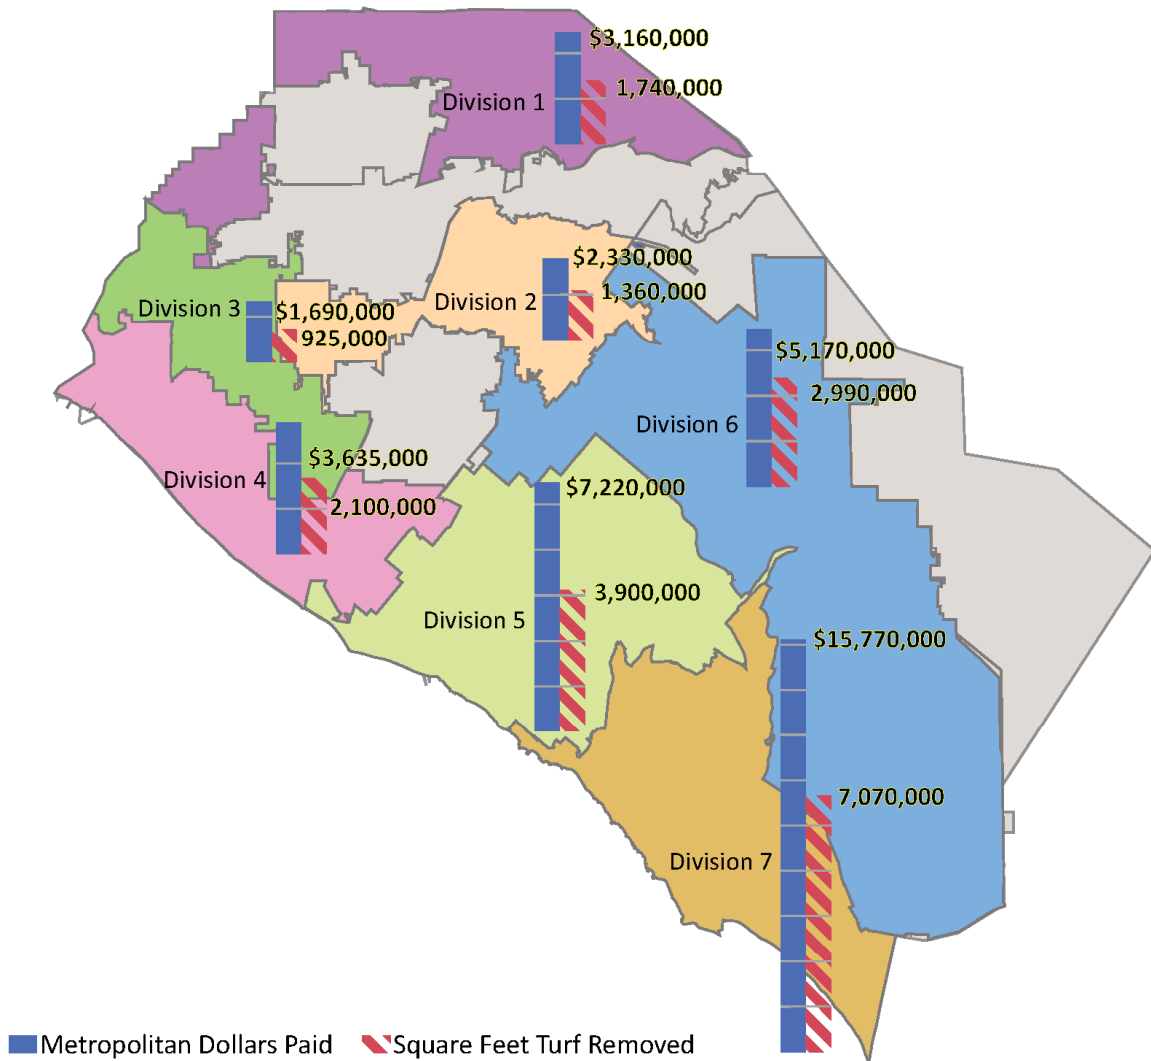 $3,160,000
1,740,000
Division 1
$2,330,000
1,360,000
Division 2
Division 3
$1,690,000
925,000
$5,170,000
2,990,000
Division 6
$3,635,000
Division 4
2,100,000
$7,220,000
3,900,000
Division 5
$15,770,000
7,070,000
Division 7
Metropolitan Dollars Paid
Square Feet Turf Removed